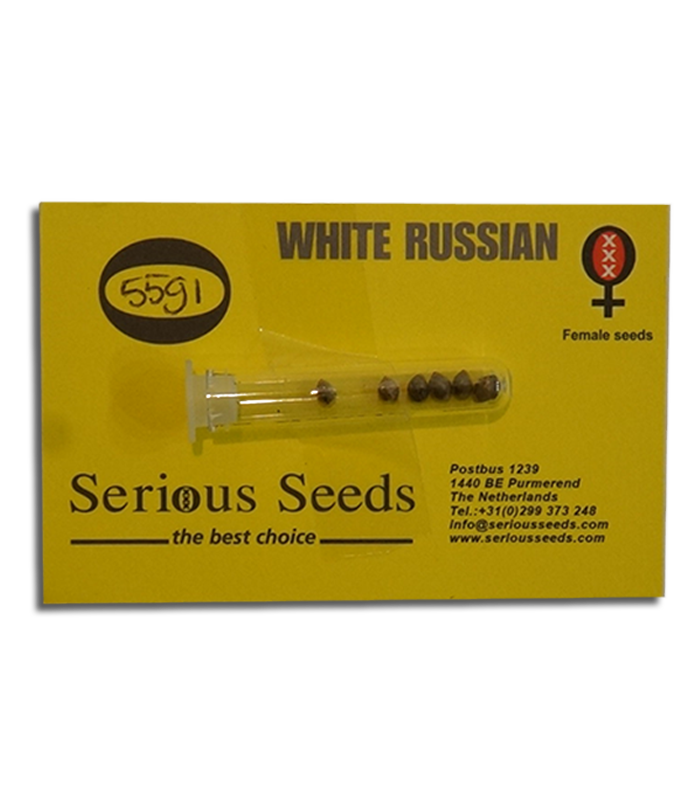 WHITE RUSSIAN
5591
XXX
Female seeds
Serious Seeds
the best choice
Postbus 1239
1440 BE Purmerend
The Netherlands
Tel.:+31(0)299 373 248
info@seriousseeds.com
www.seriousseeds.com